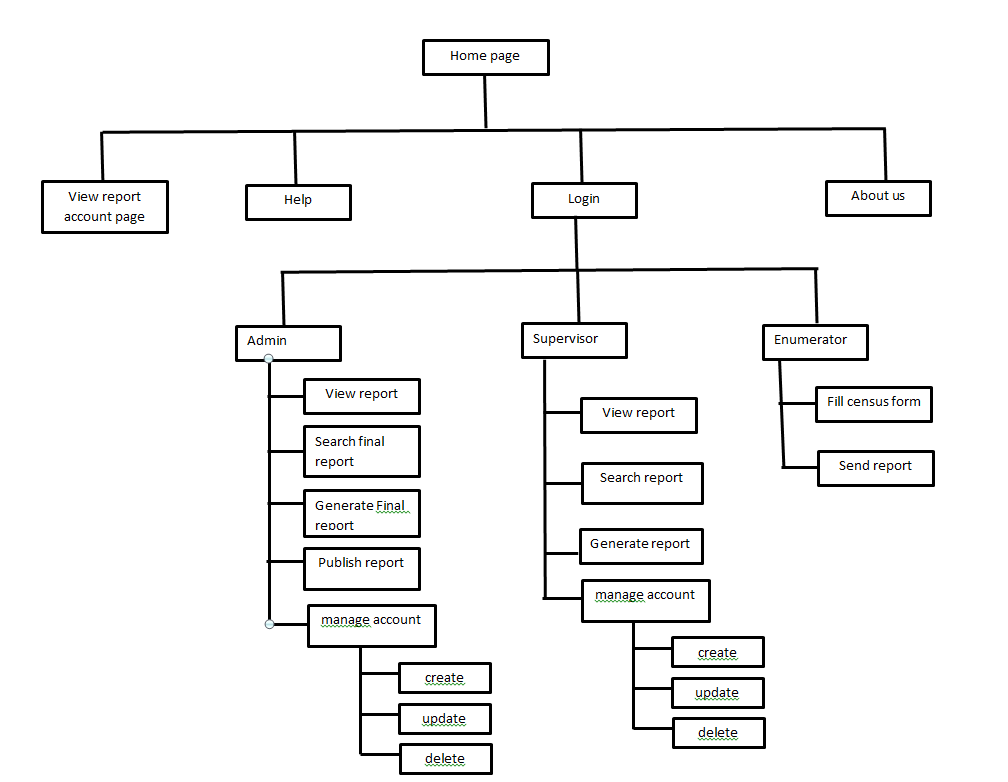 Home page
View report
account page
Help
Login
About us
Admin
Supervisor
Enumerator
View report
Search final
report
Generate Final
report
Publish report
manage account
create
update
delete
View report
Search report
Generate report
manage account
create
update
delete
Fill census form
Send report